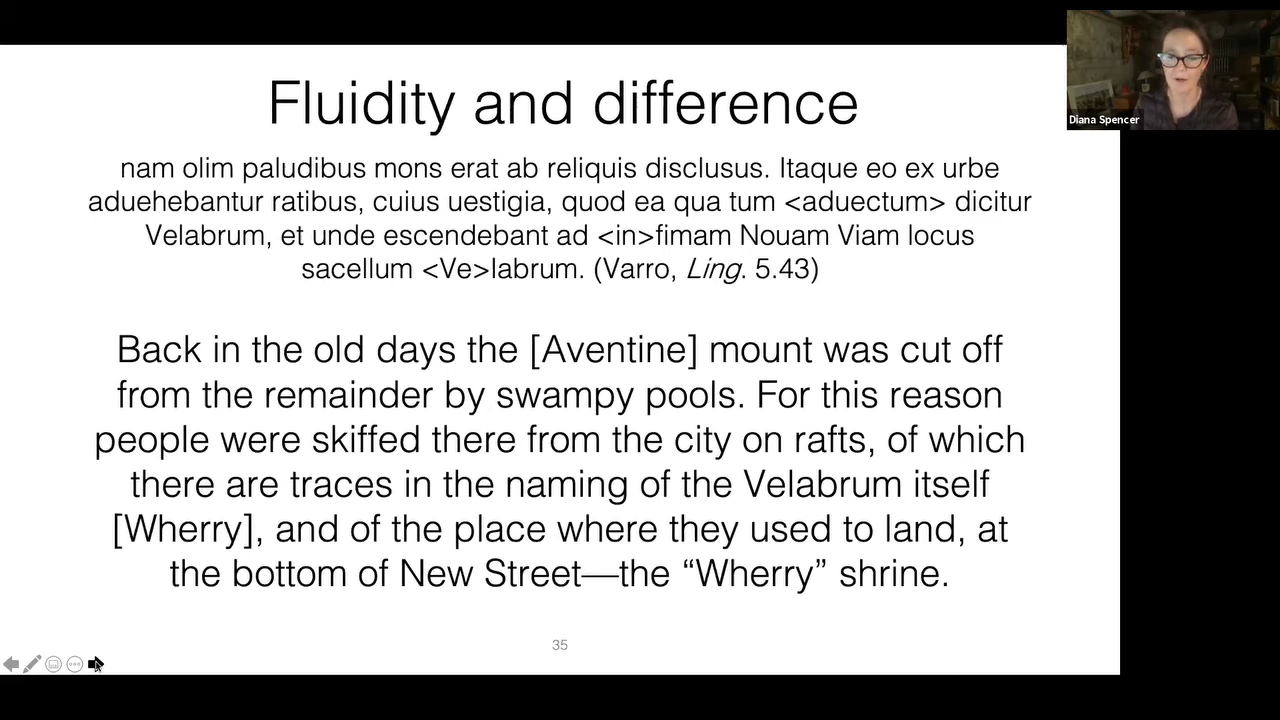 Fluidity and difference
nam olim paludibus mons erat ab reliquis disclusus. Itaque eo ex urbe
aduehebantur ratibus, cuius uestigia, quod ea qua tum <aduectum> dicitur
Velabrum, et unde escendebant ad <in>fimam Nouam Viam locus
sacellum <Ve>labrum. (Varro, Ling. 5.43)
Back in the old days the [Aventine] mount was cut off
from the remainder by swampy pools. For this reason
people were skiffed there from the city on rafts, of which
there are traces in the naming of the Velabrum itself
[Wherry], and of the place where they used to land, at
the bottom of New Street—the “Wherry” shrine.
35
Diana Spencer